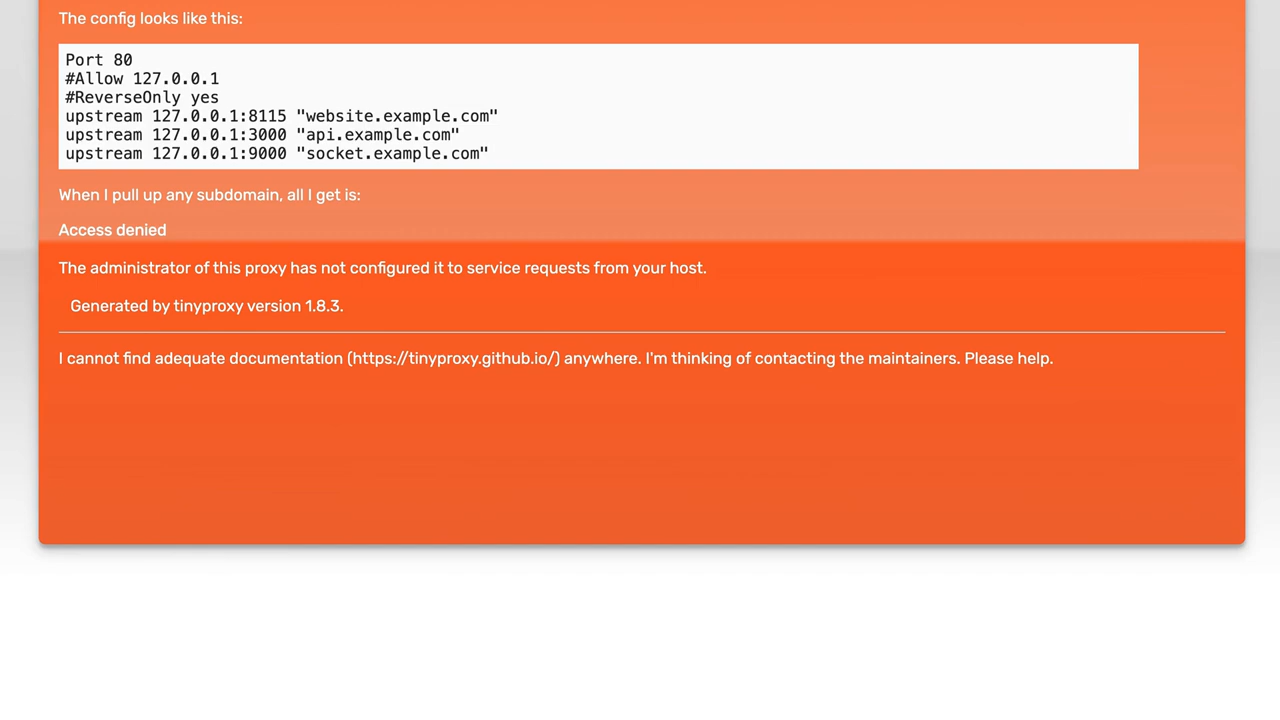 The config looks like this:
Port 80
#Allow 127.0.0.1
#ReverseOnly yes
upstream 127.0.0.1:8115 "website.example.com"
upstream 127.0.0.1:3000 "api.example.com"
upstream 127.0.0.1:9000 "socket.example.com"
When I pull up any subdomain, all I get is:
Access denied
The administrator of this proxy has not configured it to service requests from your host.
Generated by tinyproxy version 1.8.3.
I cannot find adequate documentation (https://tinyproxy.github.io/) anywhere. I'm thinking of contacting the maintainers. Please help.